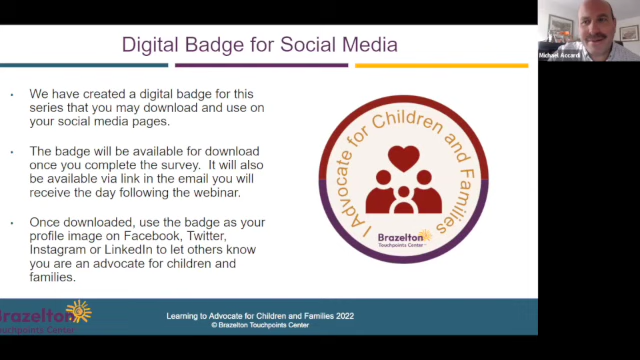 Digital Badge for Social Media
We have created a digital badge for this
series that you may download and use on
your social media pages.
The badge will be available for download
once you complete the survey.  It will also
be available via link in the email you will
receive the day following the webinar.
Once downloaded, use the badge as your
profile image on Facebook, Twitter,
Instagram or LinkedIn to let others know
you are an advocate for children and
families.
I Advocate for Children and Families
Brazelton
Touchpoints Center
Michael Accardi
Brazelton
Touchpoints Center
Learning to Advocate for Children and Families 2022
© Brazelton Touchpoints Center